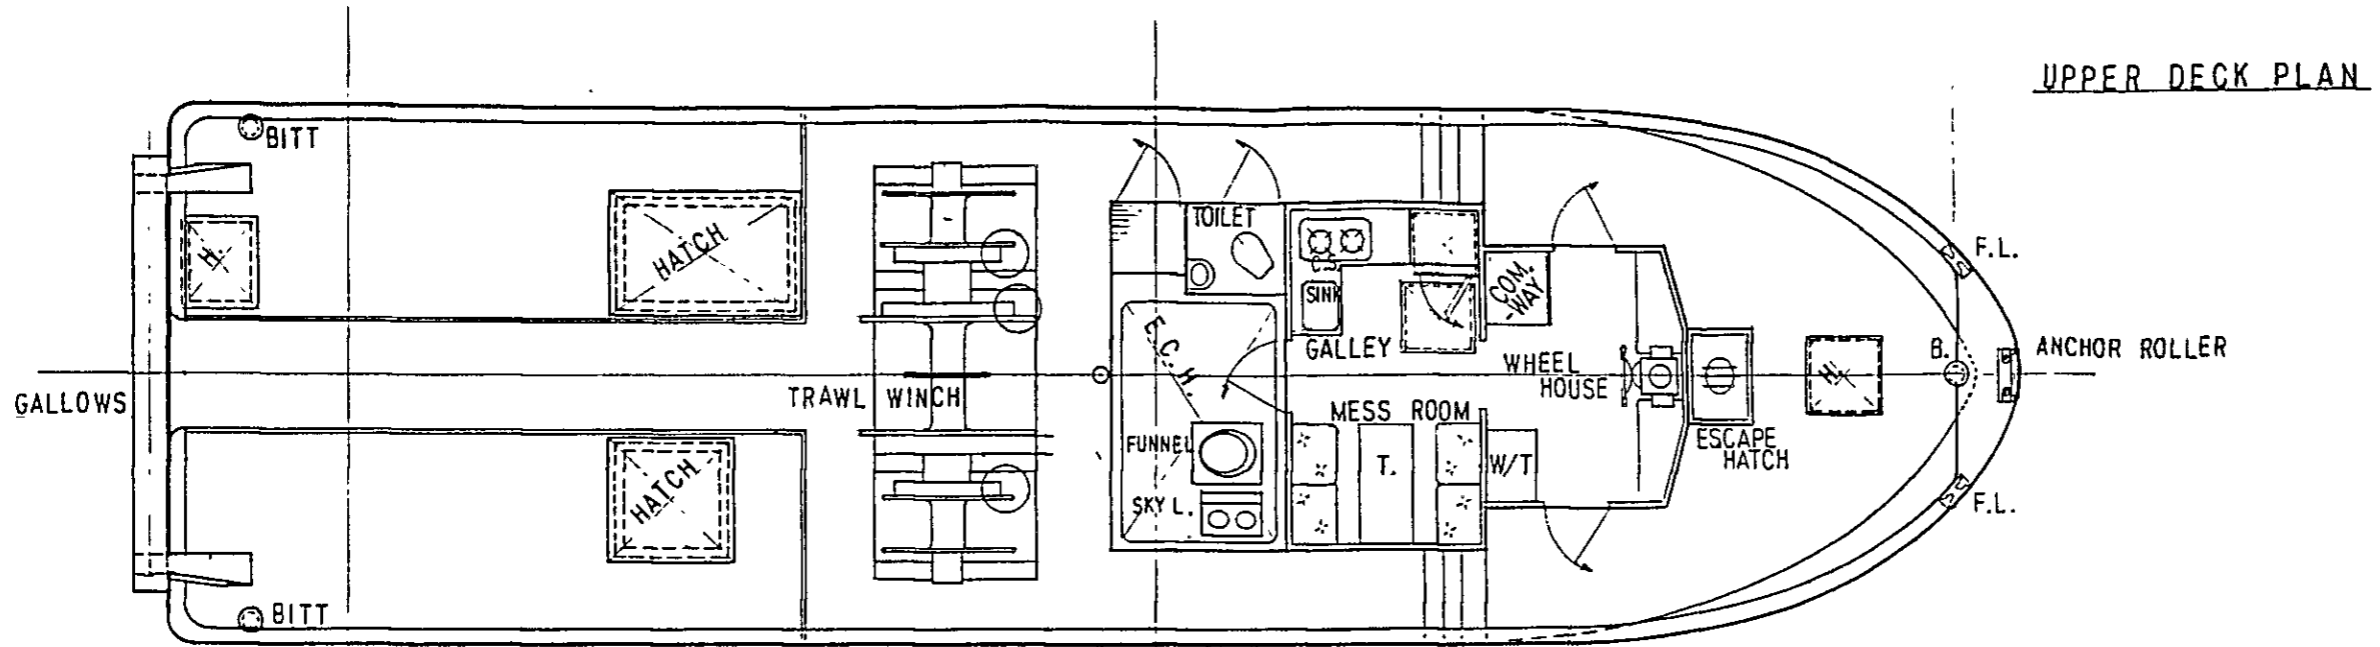 UPPER DECK PLAN
BITT
TOILET
HATCH
H.
F.L.
COM.
-WAY
SINK
E.C.H.
GALLEY
B.
ANCHOR ROLLER
WHEEL
HOUSE
H.
GALLOWS
TRAWL WINCH
MESS ROOM
ESCAPE
HATCH
FUNNEL
T.
W/T
HATCH
SKY L.
F.L.
BITT